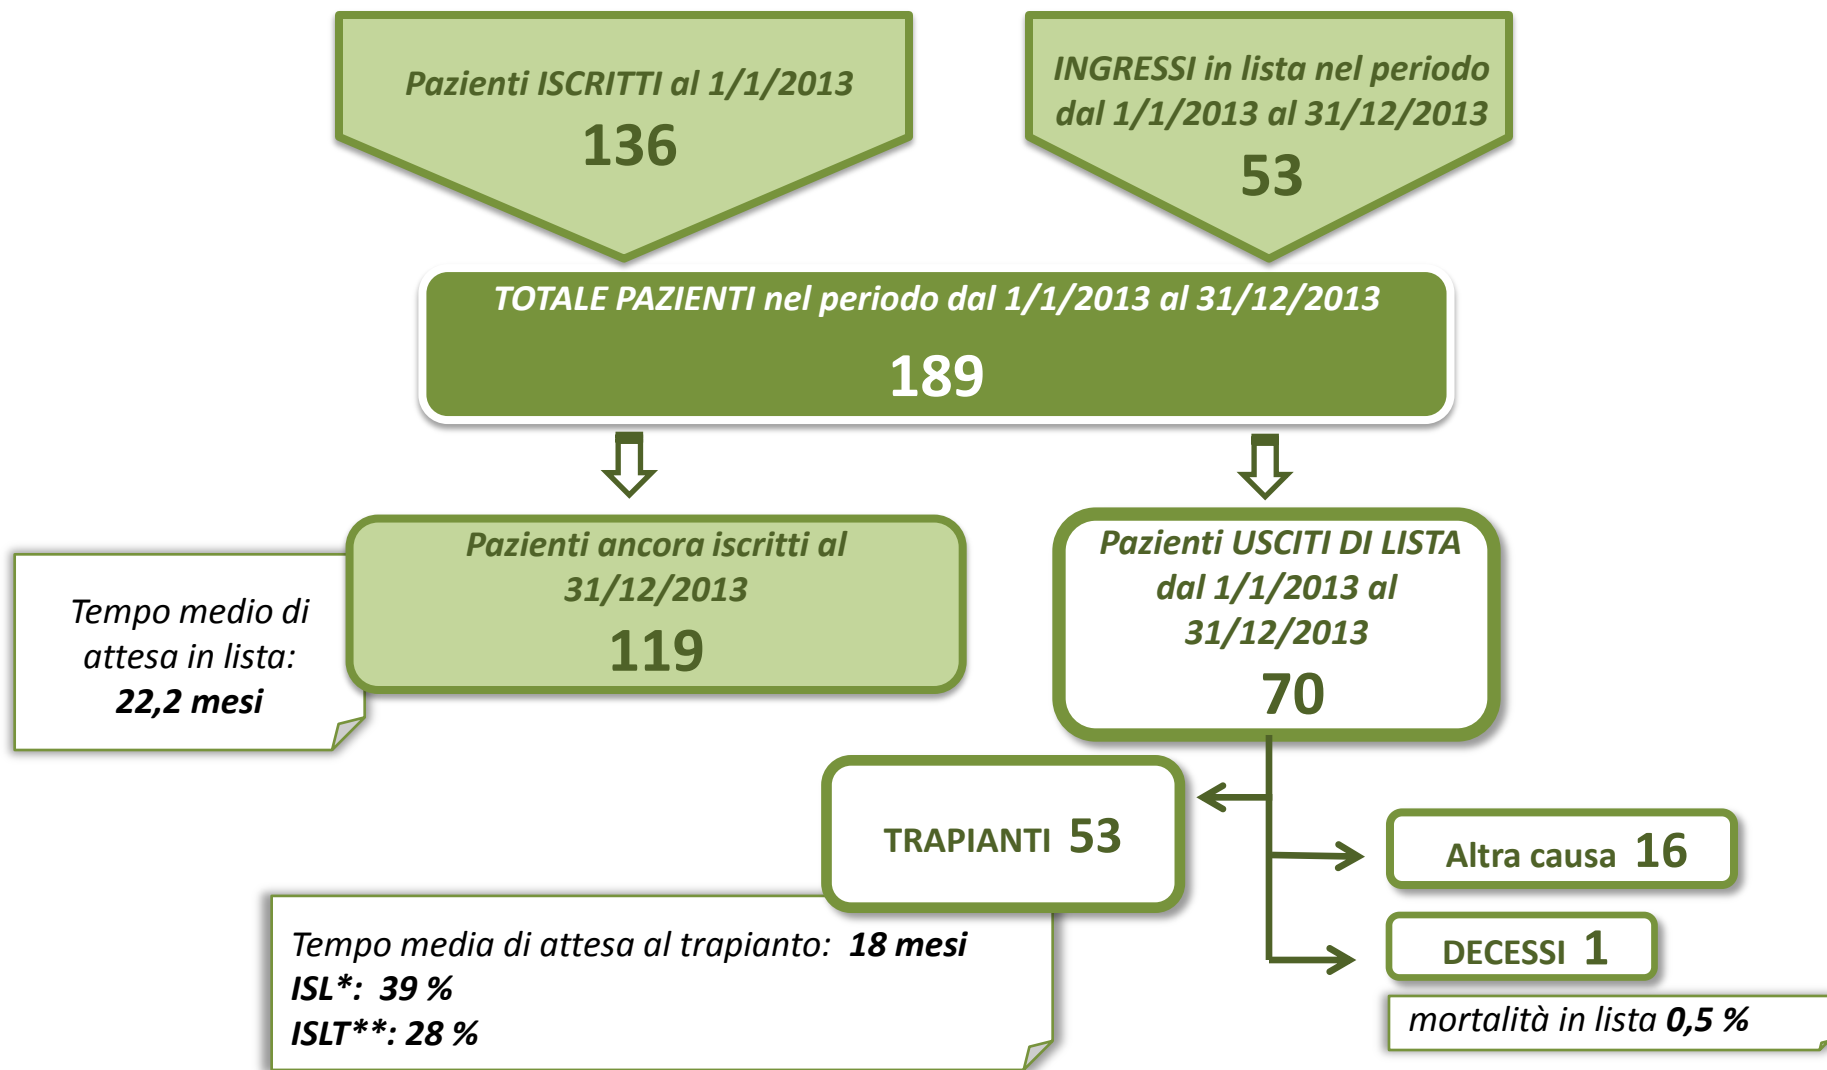 Pazienti ISCRITTI al 1/1/2013
136
INGRESSI in lista nel periodo
dal 1/1/2013 al 31/12/2013
53
TOTALE PAZIENTI nel periodo dal 1/1/2013 al 31/12/2013
189
Pazienti ancora iscritti al
31/12/2013
119
Tempo medio di
attesa in lista:
22,2 mesi
Pazienti USCITI DI LISTA
dal 1/1/2013 al
31/12/2013
70
TRAPIANTI 53
Tempo media di attesa al trapianto: 18 mesi
ISL*: 39 %
ISLT**: 28 %
Altra causa 16
DECESSI 1
mortalità in lista 0,5 %